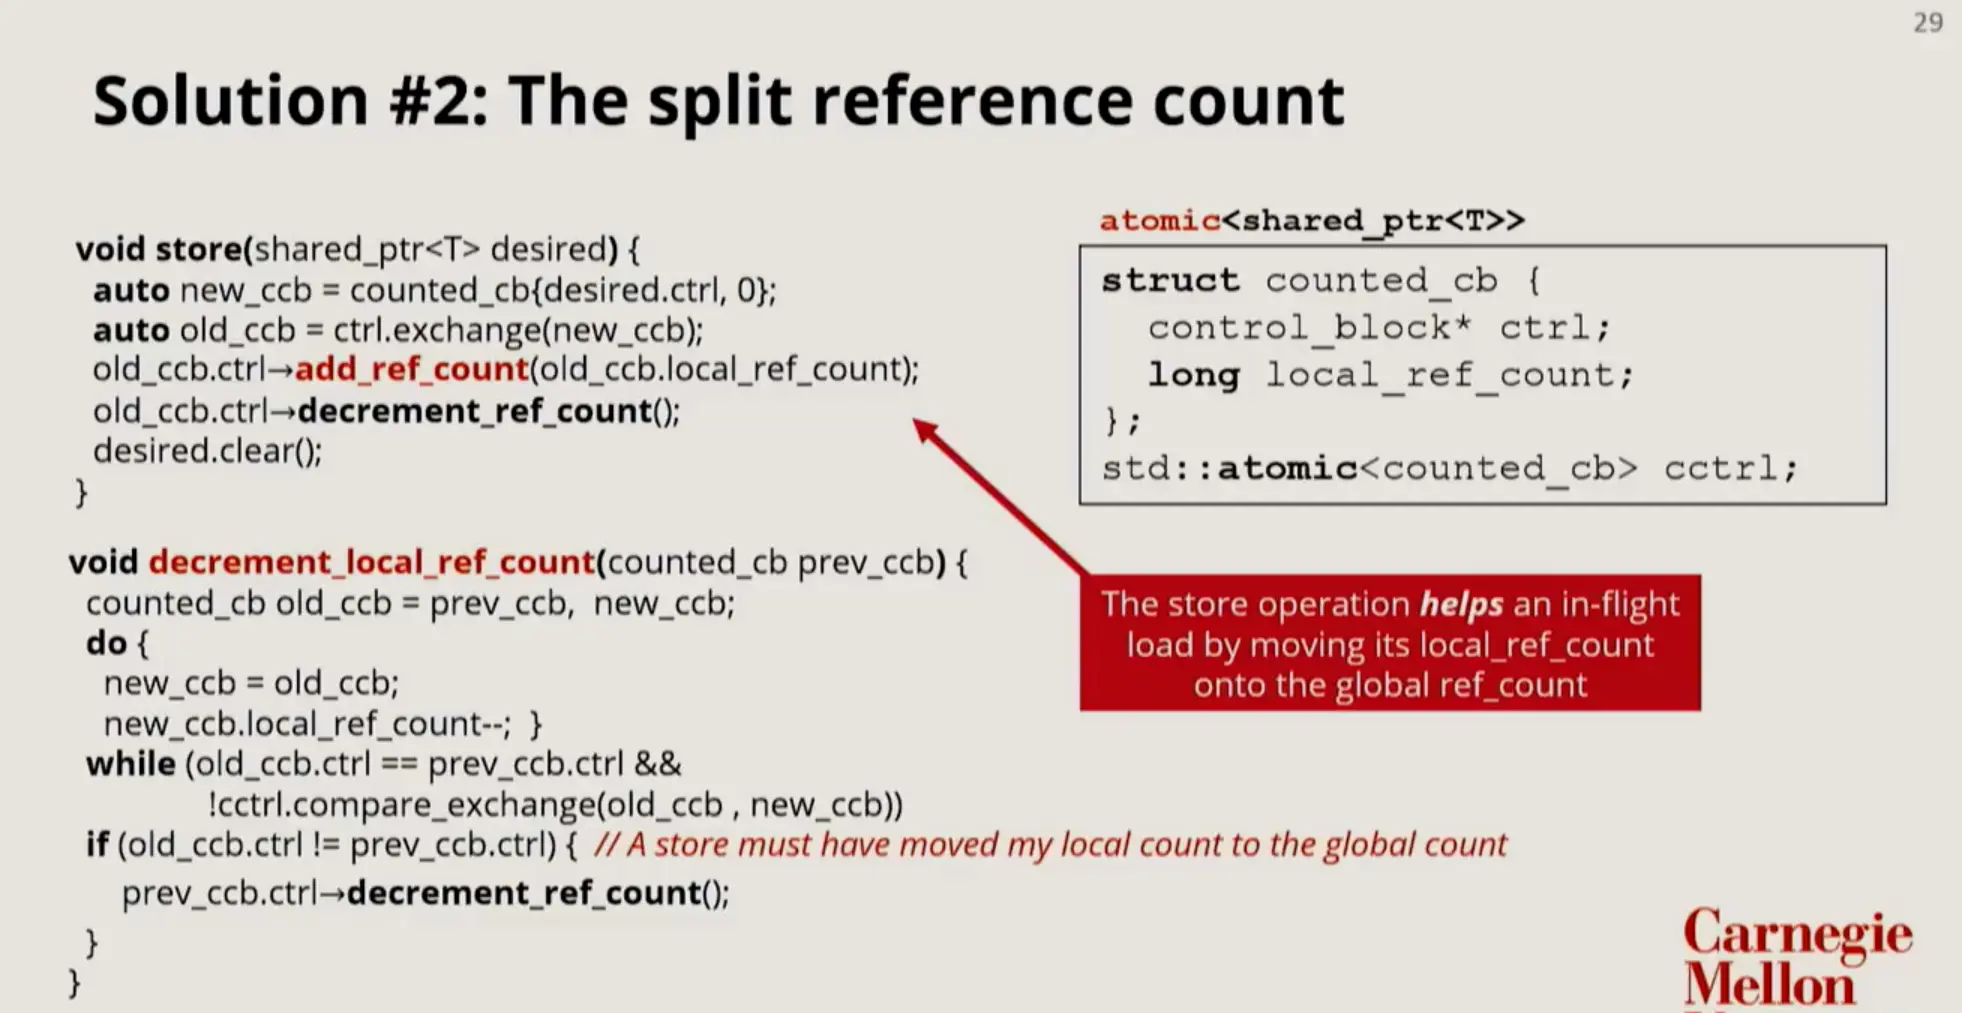 29
Solution #2: The split reference count
void store(shared_ptr<T> desired) {
auto new_ccb = counted_cb{desired.ctrl, 0};
auto old_ccb = ctrl.exchange(new_ccb);
old_ccb.ctrl→add_ref_count(old_ccb.local_ref_count);
old_ccb.ctrl→decrement_ref_count();
desired.clear();
}
void decrement_local_ref_count(counted_cb prev_ccb) {
counted_cb old_ccb = prev_ccb, new_ccb;
do {
new_ccb = old_ccb;
new_ccb.local_ref_count--; }
while (old_ccb.ctrl == prev_ccb.ctrl &&
!cctrl.compare_exchange(old_ccb , new_ccb))
if (old_ccb.ctrl != prev_ccb.ctrl) { // A store must have moved my local count to the global count
prev_ccb.ctrl→decrement_ref_count();
}
}
atomic<shared_ptr<T>>
struct counted_cb {
control_block* ctrl;
long local_ref_count;
};
std::atomic<counted_cb> cctrl;
The store operation helps an in-flight
load by moving its local_ref_count
onto the global ref_count
Carnegie
Mellon